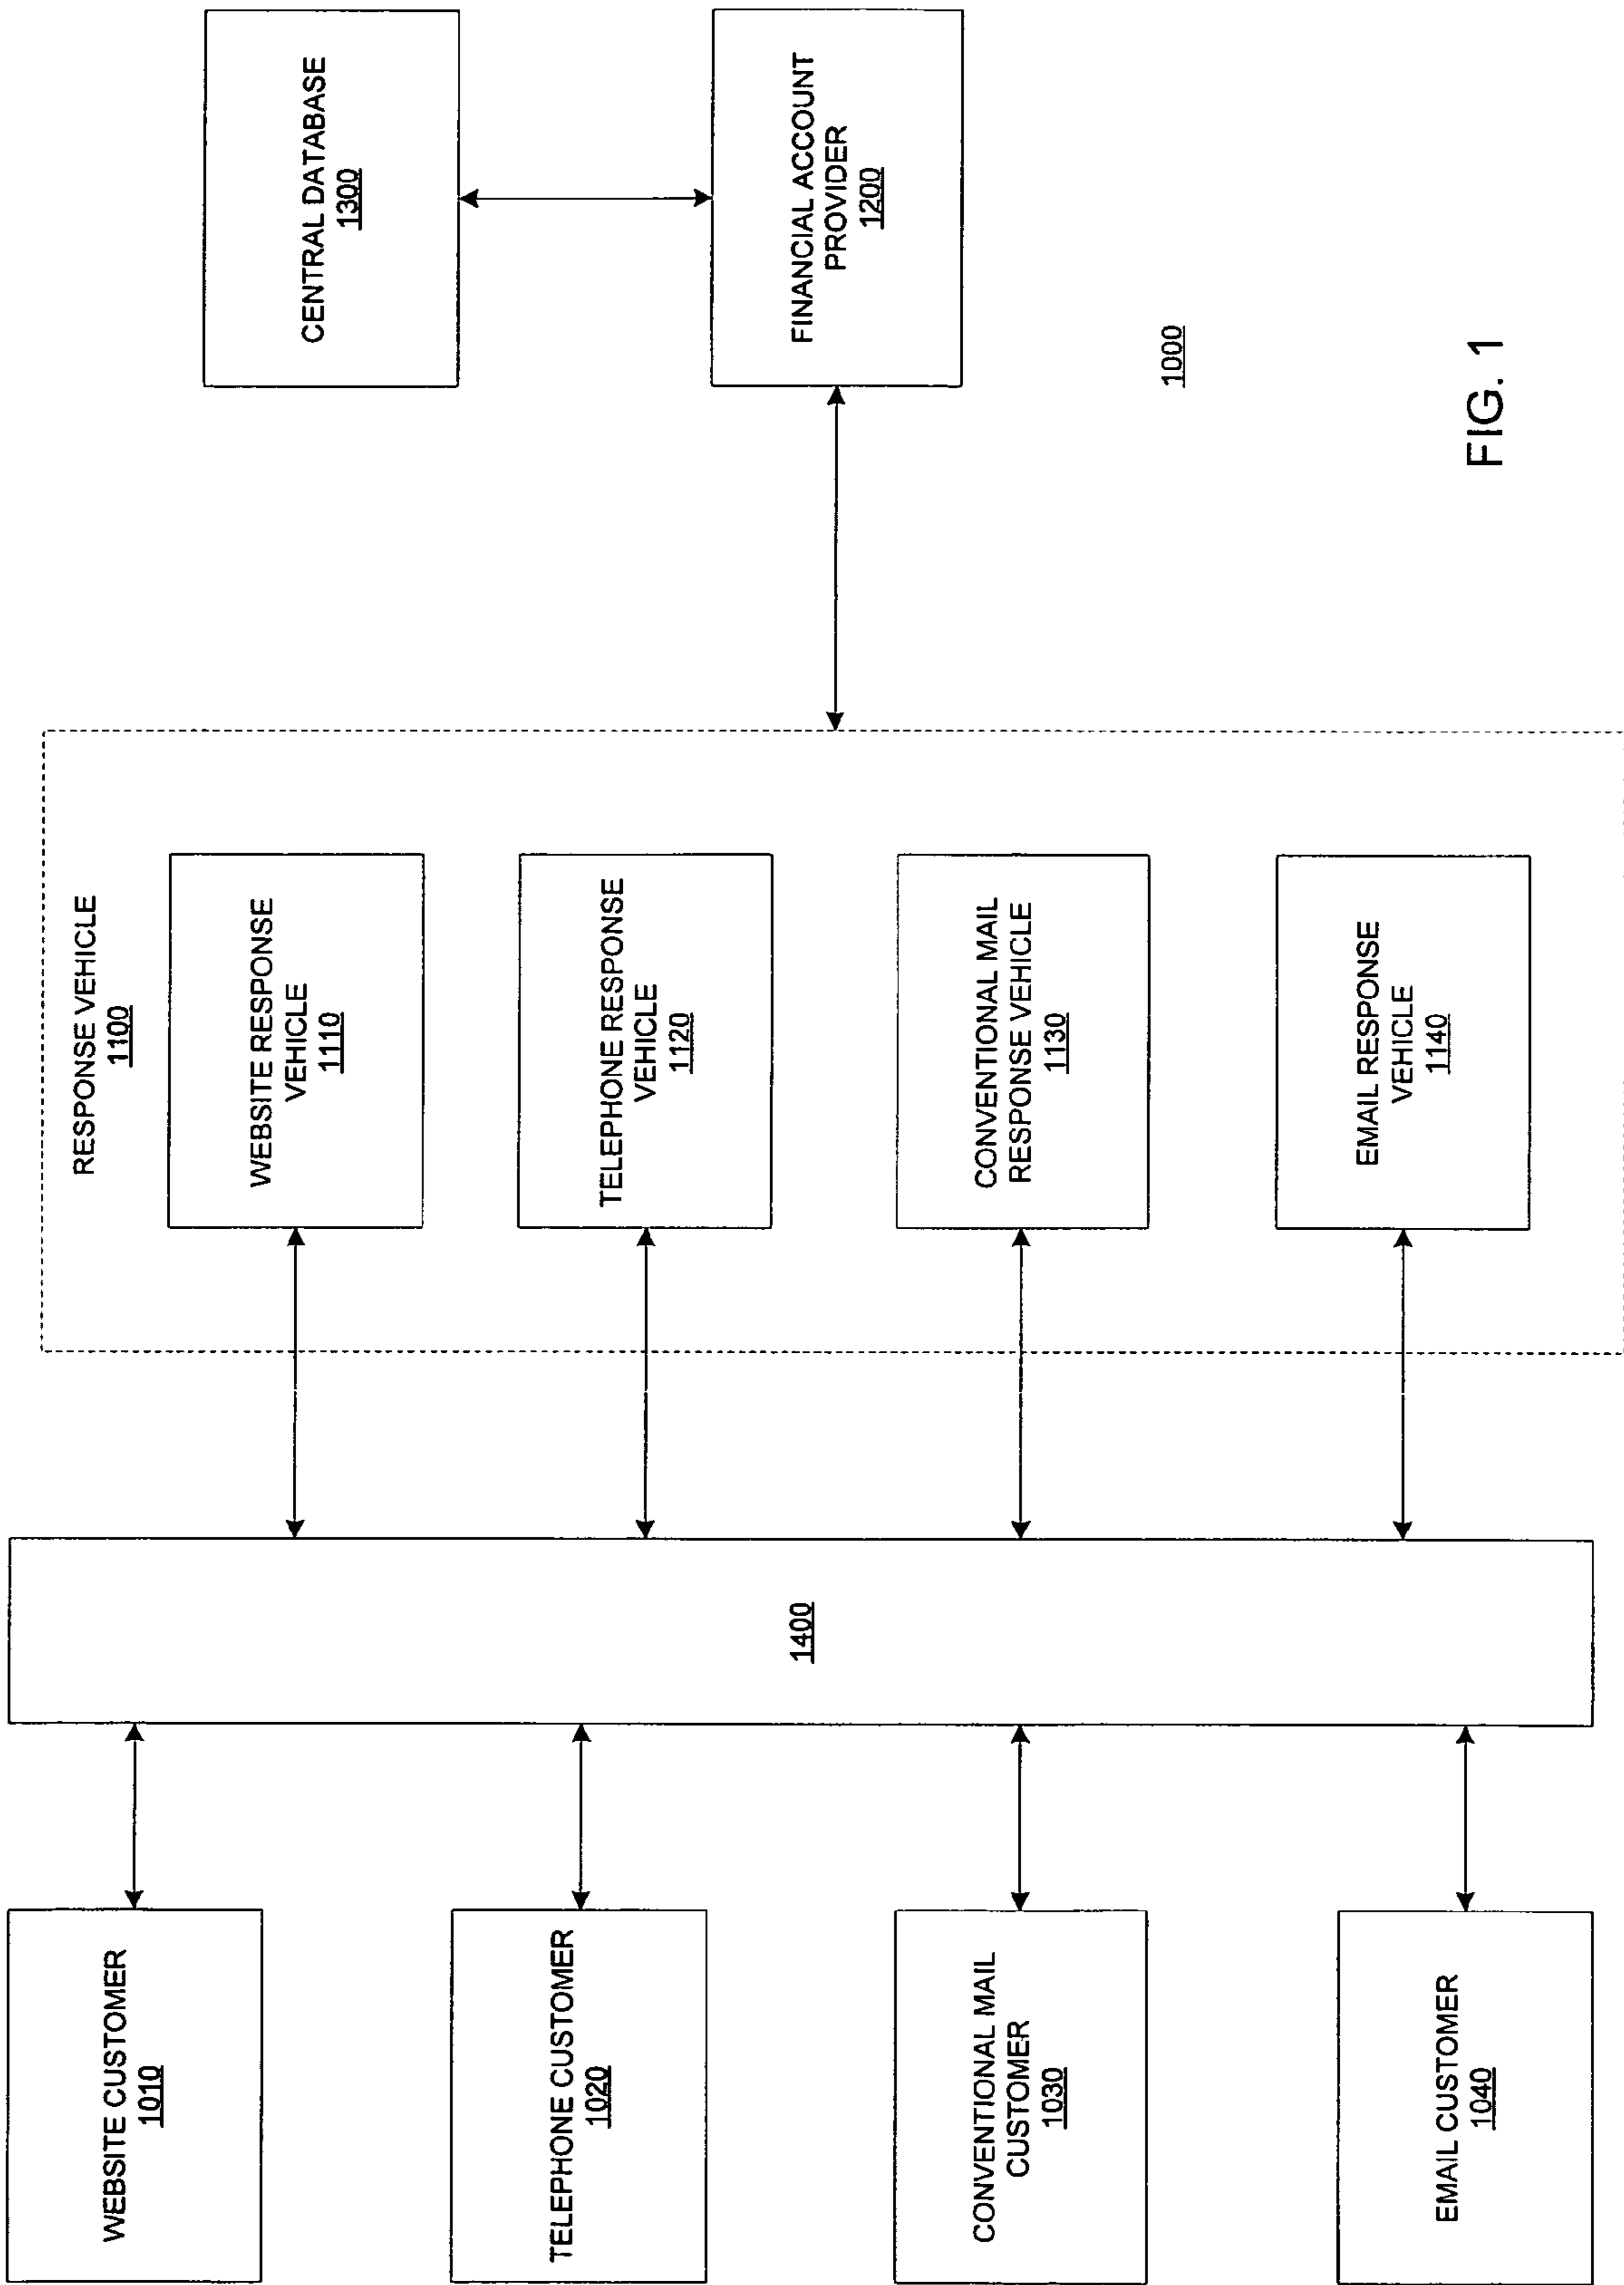 WEBSITE CUSTOMER
1010
TELEPHONE CUSTOMER
1020
CONVENTIONAL MAIL
CUSTOMER
1030
EMAIL CUSTOMER
1040
1400
RESPONSE VEHICLE
1100
WEBSITE RESPONSE
VEHICLE
1110
TELEPHONE RESPONSE
VEHICLE
1120
CONVENTIONAL MAIL
RESPONSE VEHICLE
1130
EMAIL RESPONSE
VEHICLE
1140
CENTRAL DATABASE
1300
FINANCIAL ACCOUNT
PROVIDER
1200
1000
FIG. 1